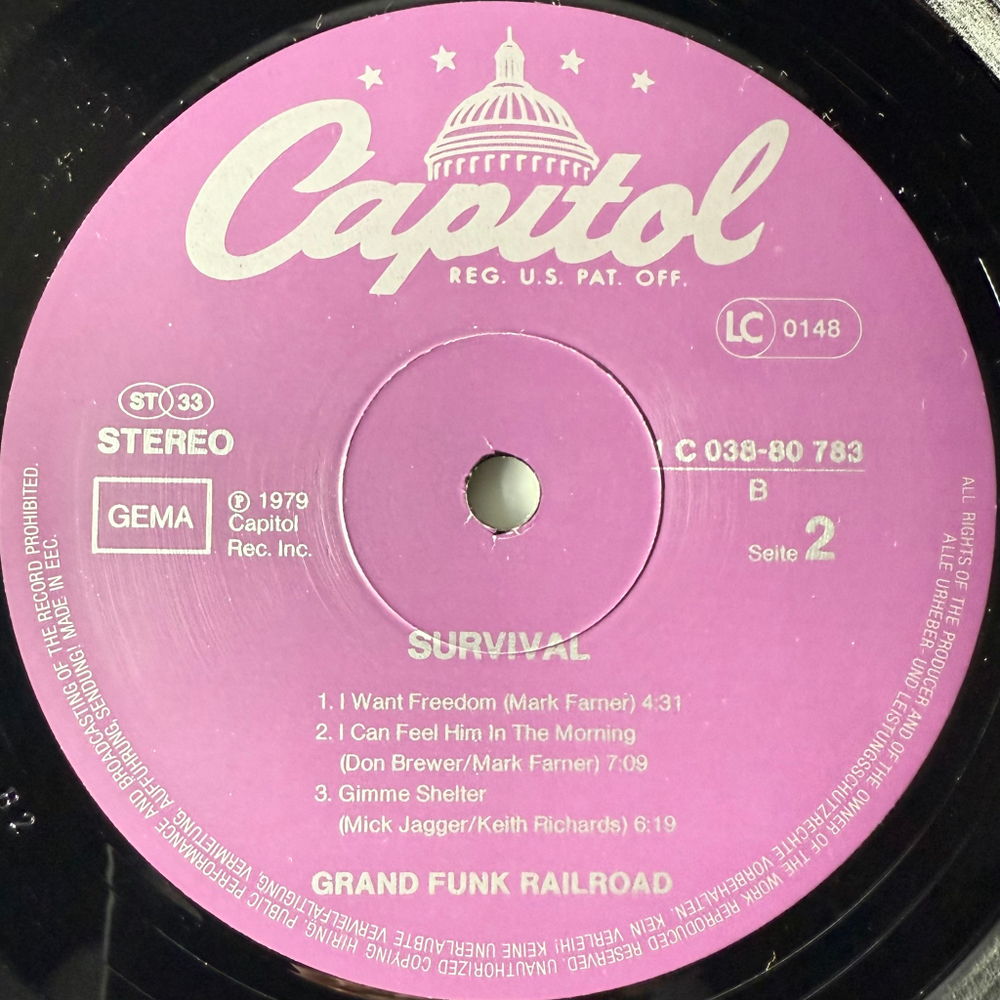 Capitol
REG. U.S. PAT. OFF.
LC 0148
ST 33
STEREO
GEMA
℗ 1979
Capitol
Rec. Inc.
C 038-80 783
B
Seite 2
SURVIVAL
1. I Want Freedom (Mark Farner) 4:31
2. I Can Feel Him In The Morning
(Don Brewer/Mark Farner) 7:09
3. Gimme Shelter
(Mick Jagger/Keith Richards) 6:19
GRAND FUNK RAILROAD
ALL RIGHTS OF THE PRODUCER AND OF THE OWNER OF THE WORK REPRODUCED RESERVED. UNAUTHORIZED COPYING, HIRING, PUBLIC PERFORMANCE AND BROADCASTING OF THE RECORD PROHIBITED.
ALLE URHEBER- UND LEISTUNGSSCHUTZRECHTE VORBEHALTEN. KEIN VERLEIH! KEINE UNERLAUBTE VERVIELFÄLTIGUNG, VERMIETUNG, AUFFÜHRUNG, SENDUNG! MADE IN EEC.